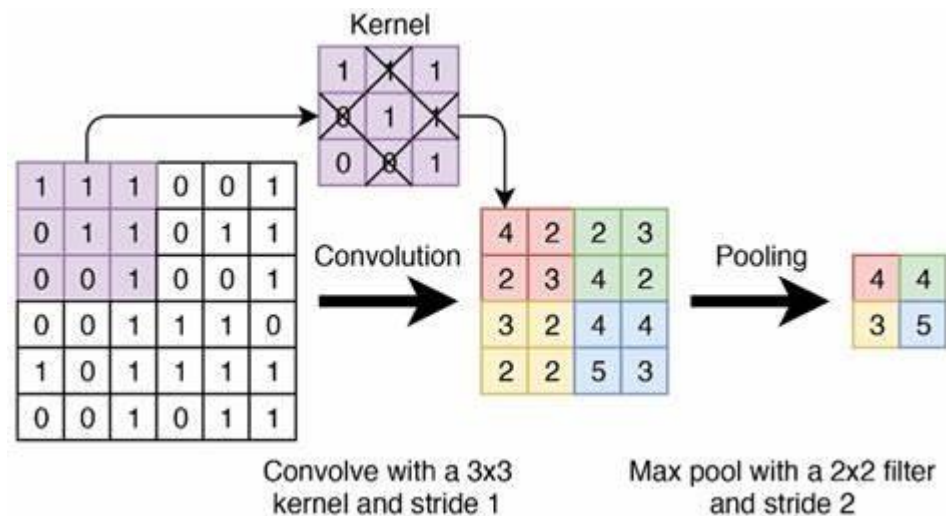 Kernel
1 1 1
0 1 1
0 0 1
1 1 1 0 0 1
0 1 1 0 1 1
0 0 1 0 0 1
0 0 1 1 1 0
1 0 1 1 1 1
0 0 1 0 1 1
Convolution
4 2 2 3
2 3 4 2
3 2 4 4
2 2 5 3
Pooling
4 4
3 5
Convolve with a 3x3
kernel and stride 1
Max pool with a 2x2 filter
and stride 2